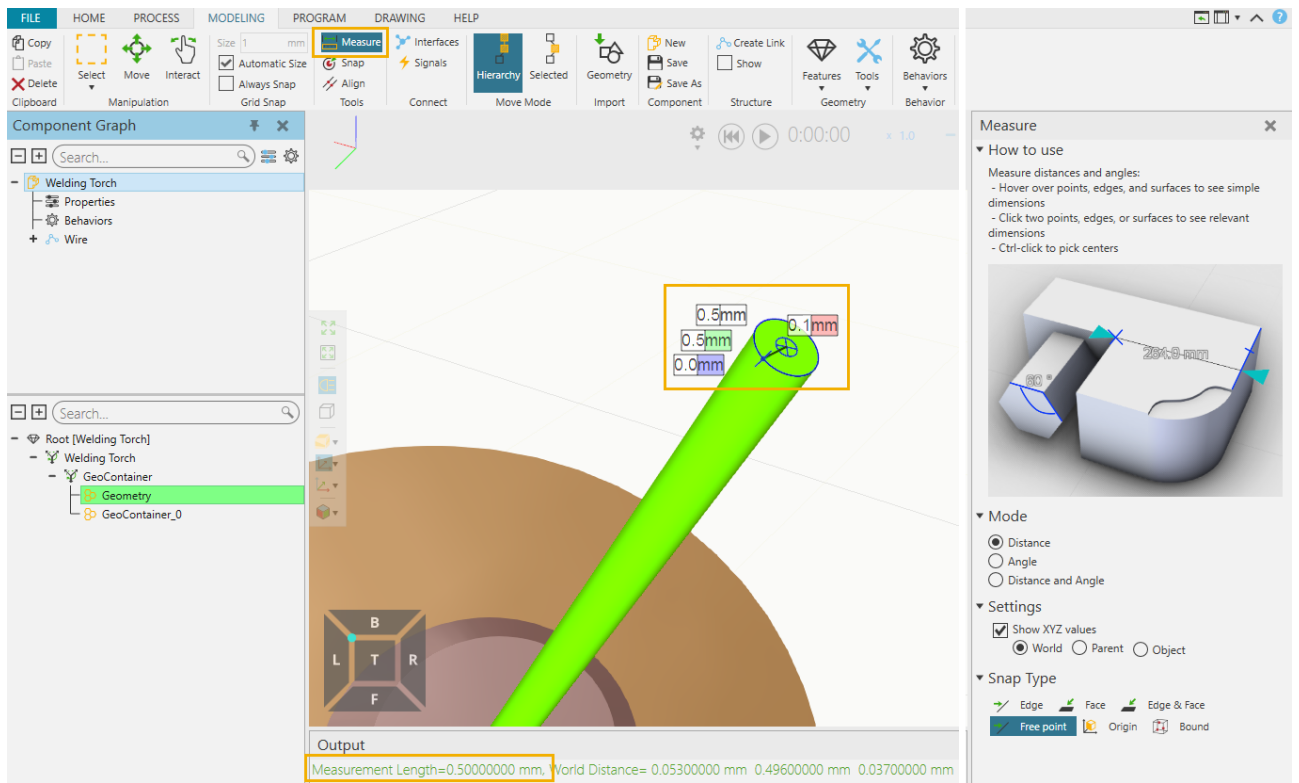 FILE HOME PROCESS MODELING PROGRAM DRAWING HELP
Copy
Paste
Delete
Clipboard
Select Move Interact
Manipulation
Size 1 mm
Automatic Size
Always Snap
Grid Snap
Measure
Snap
Align
Tools
Interfaces
Signals
Connect
Hierarchy Selected
Move Mode
Geometry
Import
New
Save
Save As
Component
Create Link
Show
Structure
Features Tools
Geometry
Behaviors
Behavior
Component Graph
Search...
Welding Torch
Properties
Behaviors
Wire
Search...
Root [Welding Torch]
Welding Torch
GeoContainer
Geometry
GeoContainer_0
0:00:00 x 1.0
0.5mm
0.1mm
0.5mm
0.0mm
B
L T R
F
Output
Measurement Length=0.50000000 mm, World Distance= 0.05300000 mm 0.49600000 mm 0.03700000 mm
Measure
How to use
Measure distances and angles:
- Hover over points, edges, and surfaces to see simple
dimensions
- Click two points, edges, or surfaces to see relevant
dimensions
- Ctrl-click to pick centers
60 °
Mode
Distance
Angle
Distance and Angle
Settings
Show XYZ values
World Parent Object
Snap Type
Edge Face Edge & Face
Free point Origin Bound